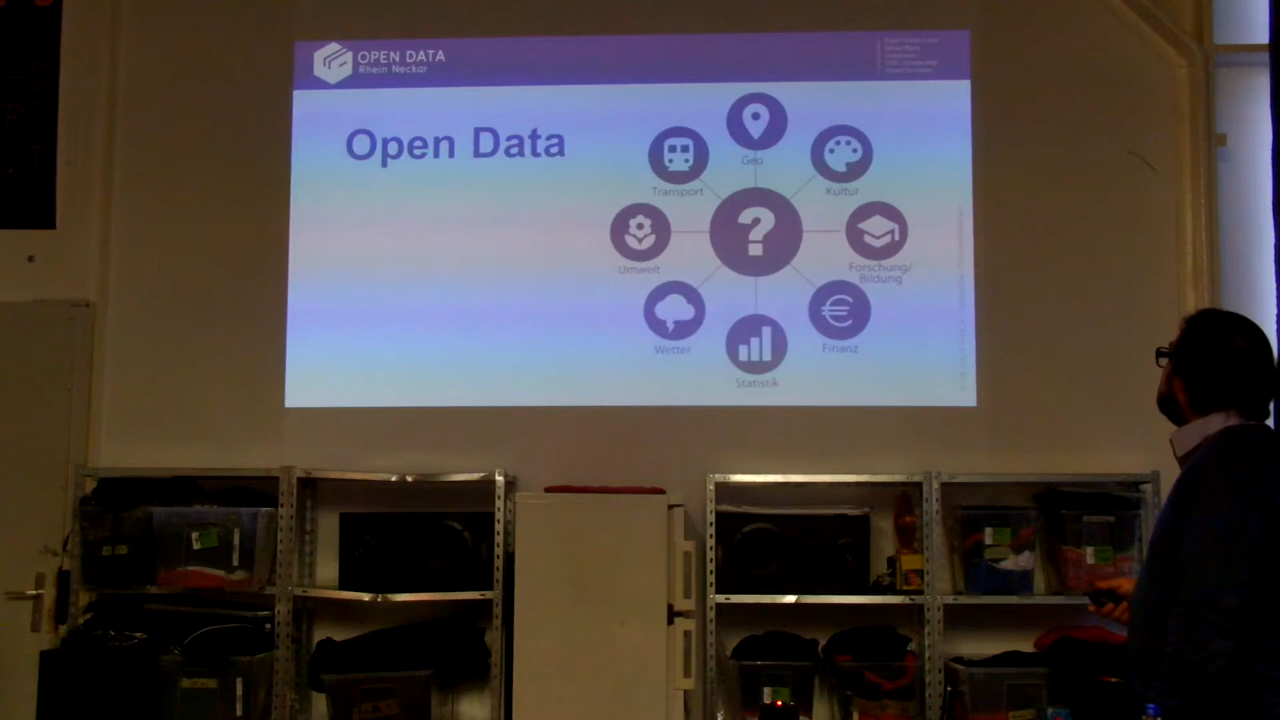 OPEN DATA
Rhein Neckar
Open Data
Geo
Transport
Kultur
Umwelt
Forschung/
Bildung
Wetter
Finanz
Statistik